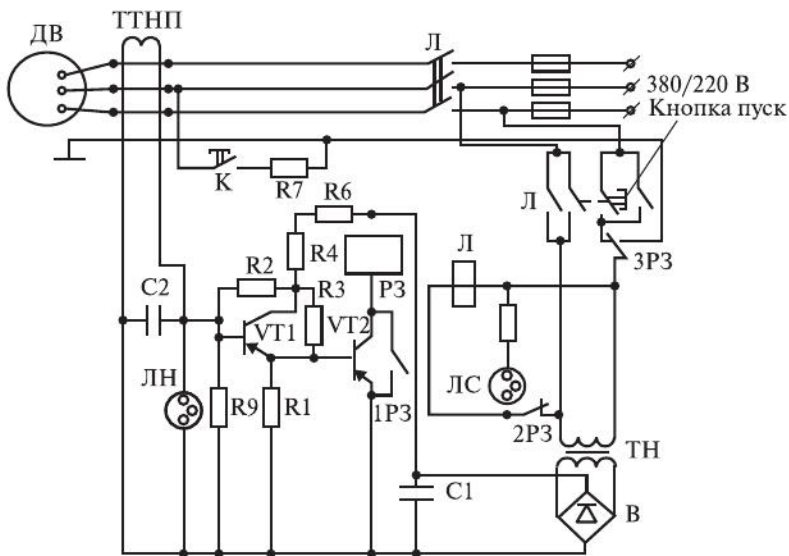 ТТНП
ДВ
Л
380/220 В
Кнопка пуск
К
R7
R6
Л
R4
Л
3РЗ
R2
РЗ
C2
R3
VT1
VT2
ЛН
ЛС
R9
R1
1РЗ
2РЗ
ТН
C1
В